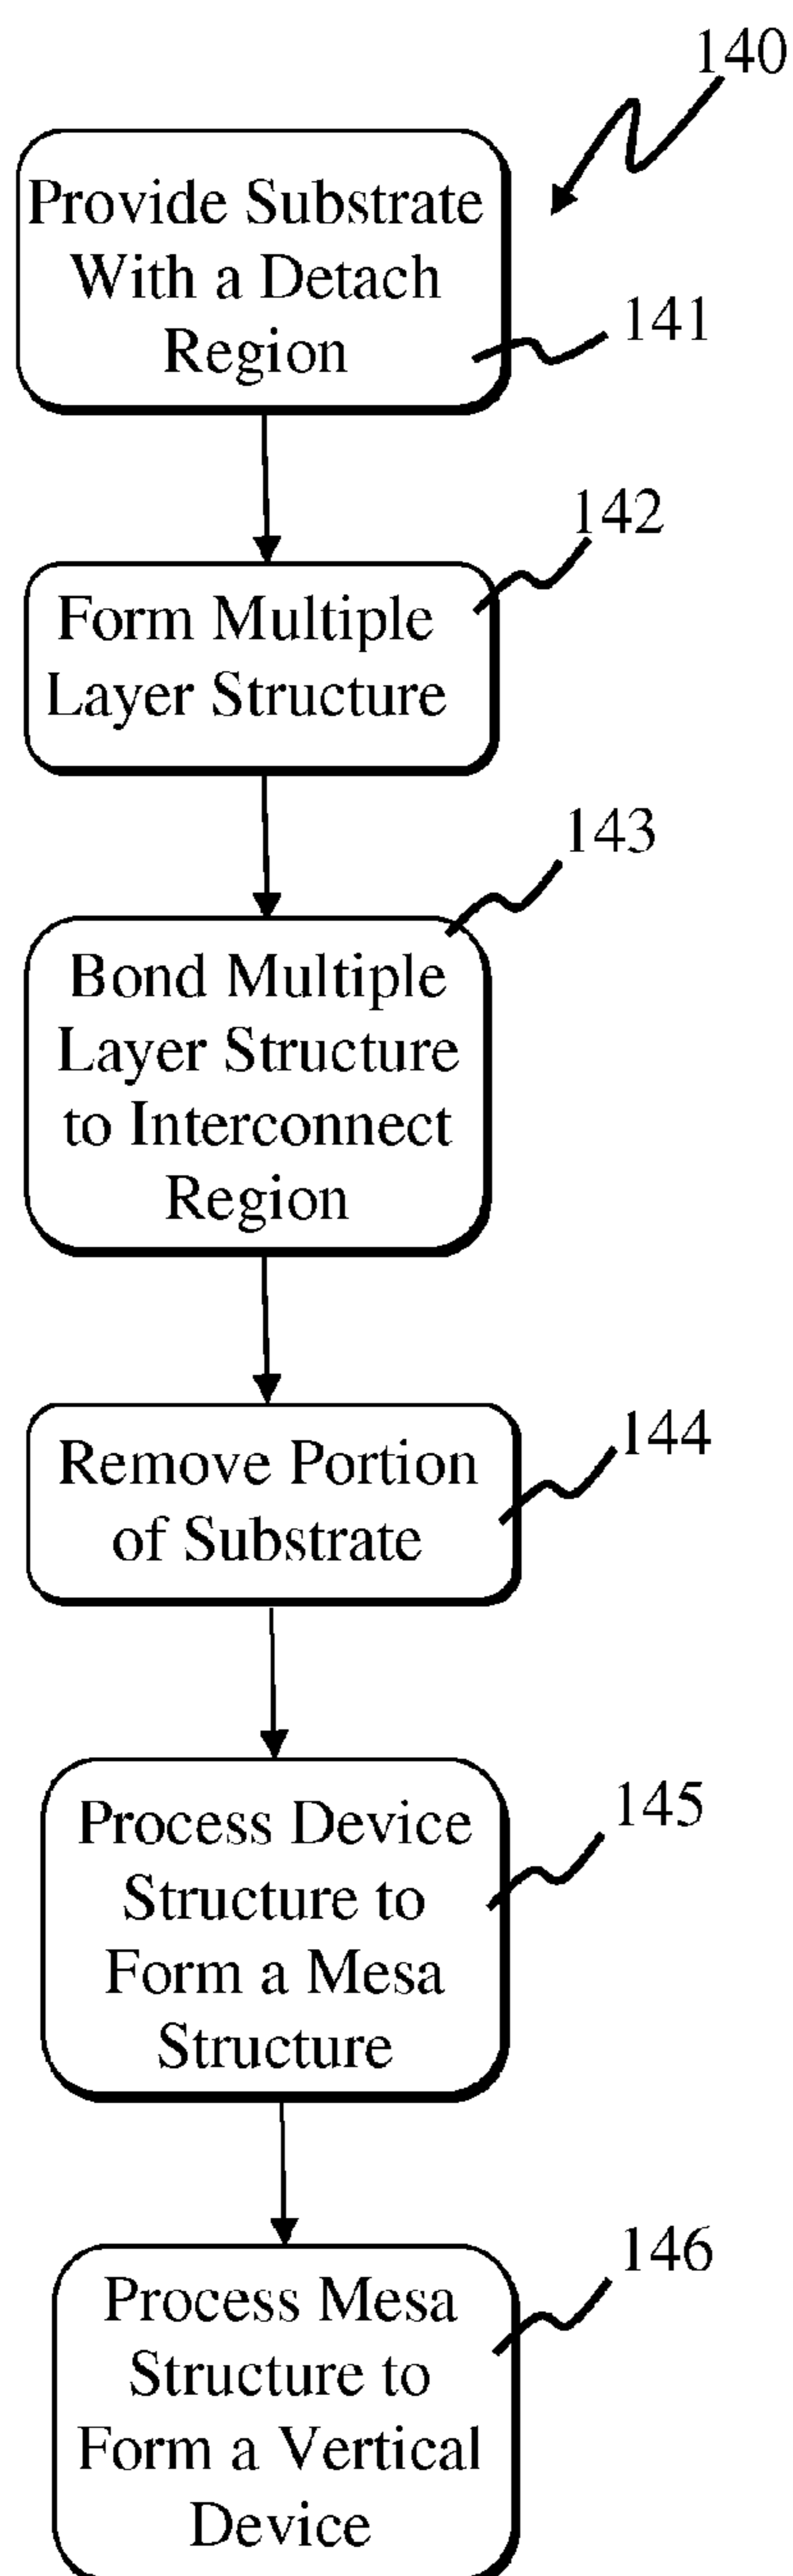 140
Provide Substrate
With a Detach
Region
141
142
Form Multiple
Layer Structure
143
Bond Multiple
Layer Structure
to Interconnect
Region
144
Remove Portion
of Substrate
145
Process Device
Structure to
Form a Mesa
Structure
146
Process Mesa
Structure to
Form a Vertical
Device